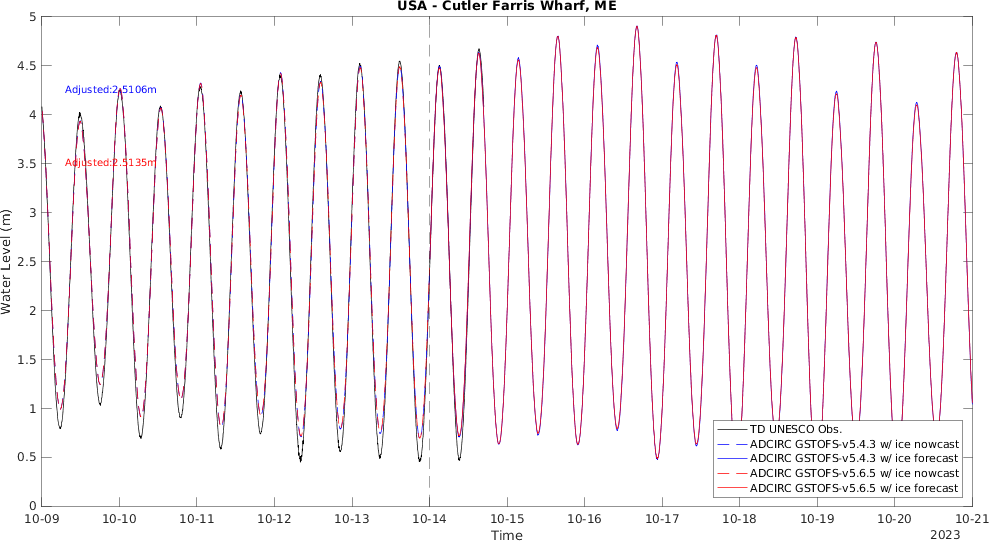 USA - Cutler Farris Wharf, ME
5
4.5
4
3.5
3
2.5
2
1.5
1
0.5
0
Water Level (m)
Adjusted:2.5106m
Adjusted:2.5135m
TD UNESCO Obs.
ADCIRC GSTOFS-v5.4.3 w/ ice nowcast
ADCIRC GSTOFS-v5.4.3 w/ ice forecast
ADCIRC GSTOFS-v5.6.5 w/ ice nowcast
ADCIRC GSTOFS-v5.6.5 w/ ice forecast
10-09 10-10 10-11 10-12 10-13 10-14 10-15 10-16 10-17 10-18 10-19 10-20 10-21
Time
2023